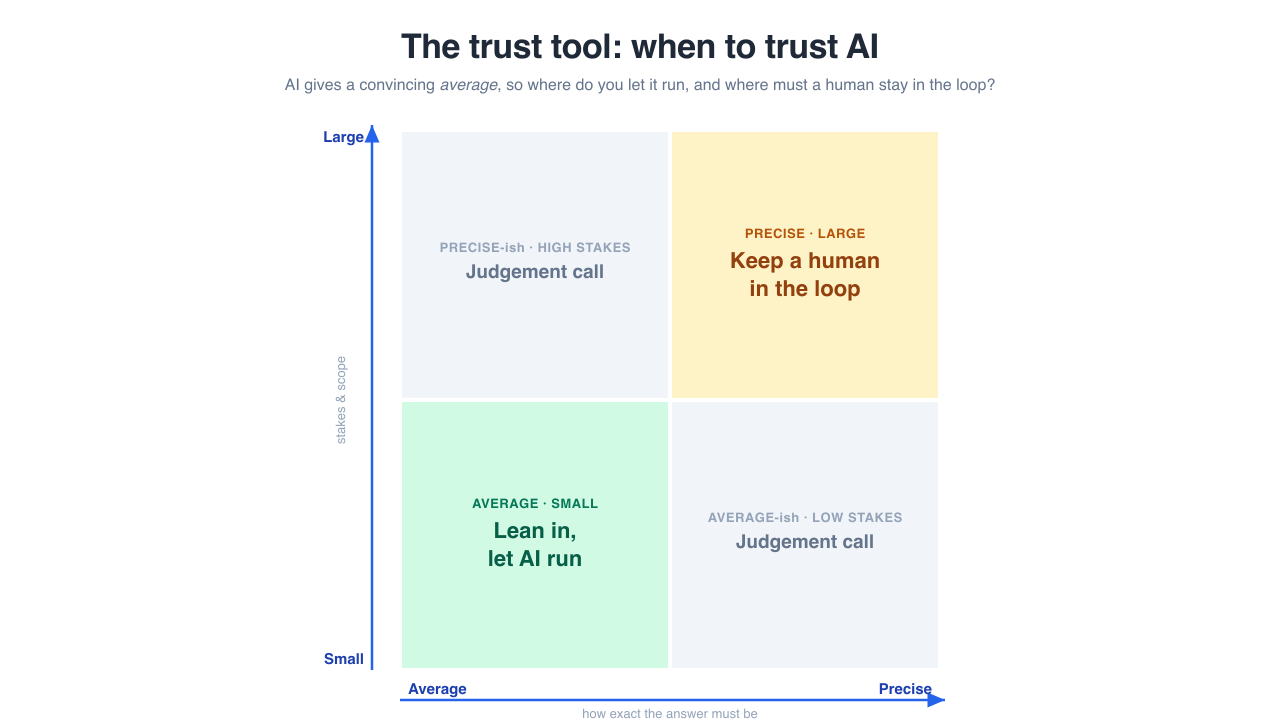 The trust tool: when to trust AI
AI gives a convincing average, so where do you let it run, and where must a human stay in the loop?
Large
PRECISE-ish · HIGH STAKES
Judgement call
PRECISE · LARGE
Keep a human
in the loop
stakes & scope
AVERAGE · SMALL
Lean in,
let AI run
AVERAGE-ish · LOW STAKES
Judgement call
Small
Average
Precise
how exact the answer must be